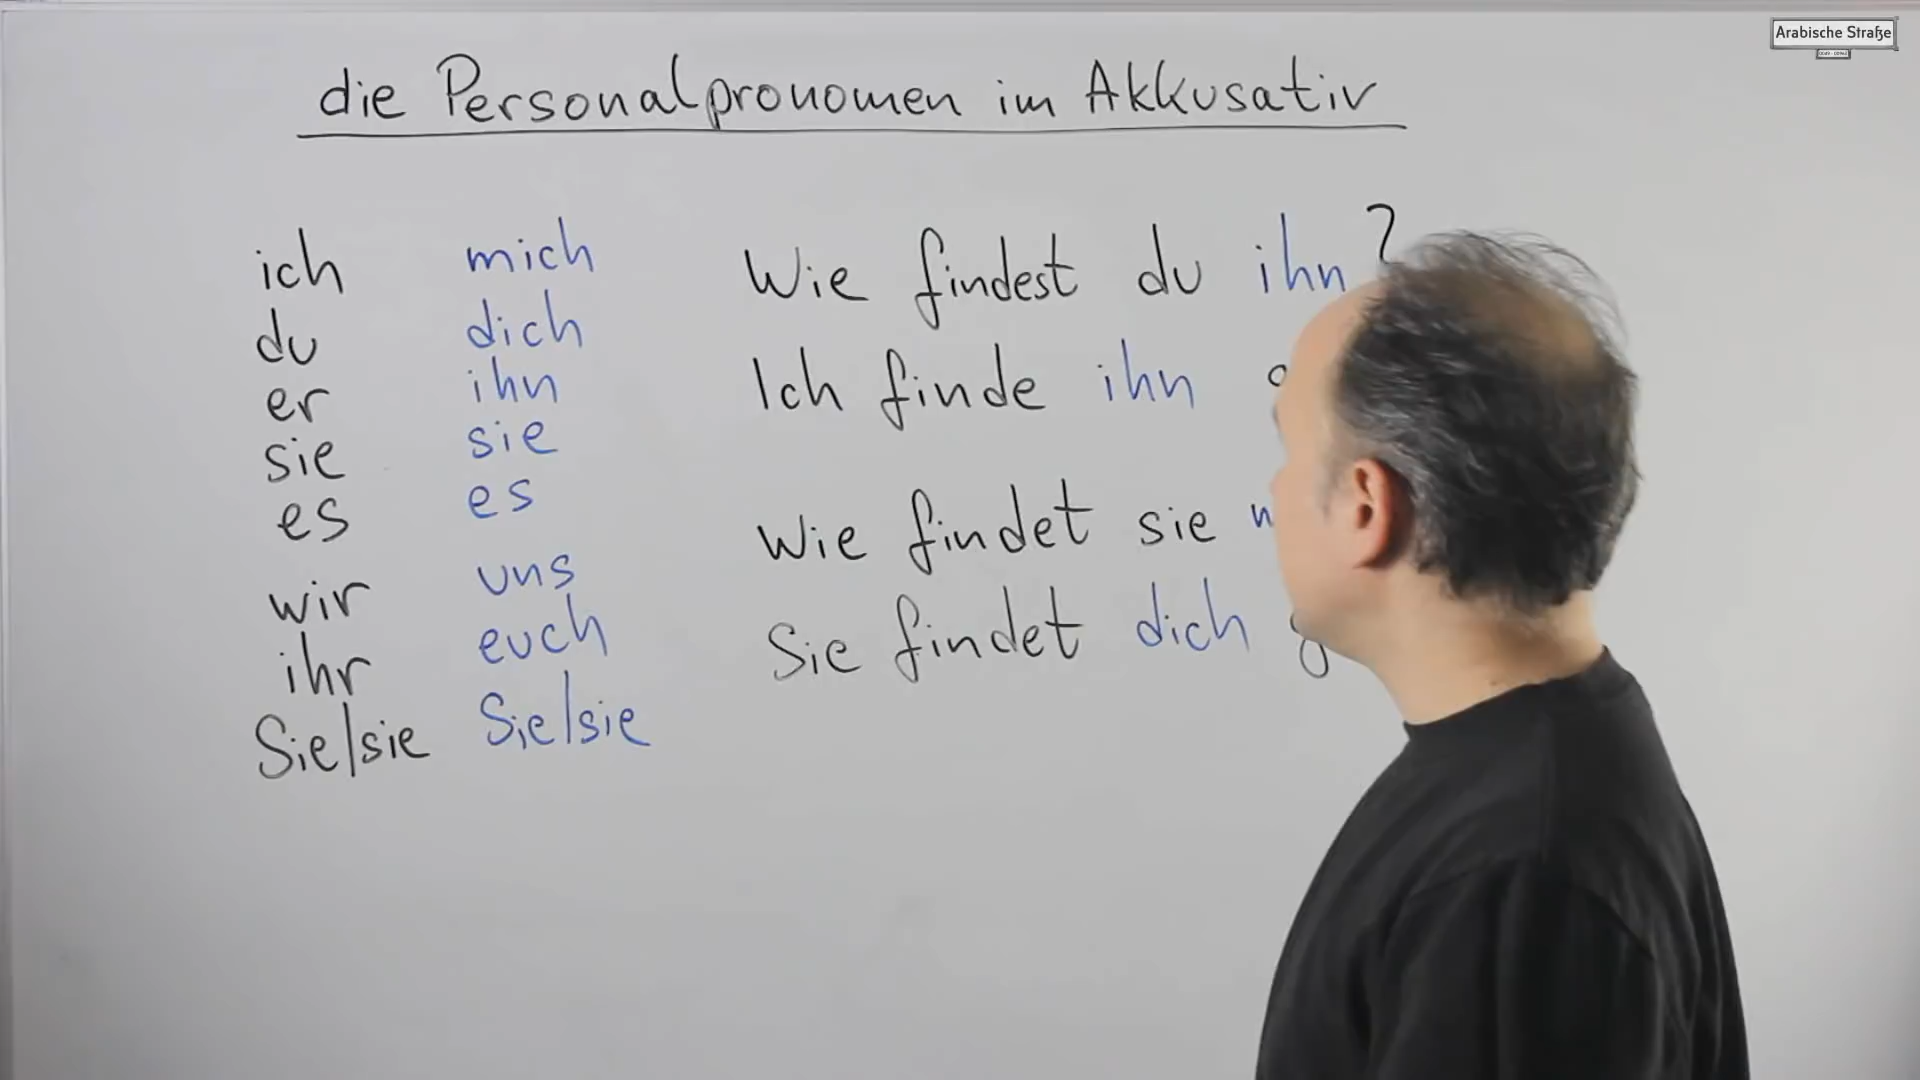 Arabische Straße
die Personalpronomen im Akkusativ
ich mich
du dich
er ihn
sie sie
es es
wir uns
ihr euch
Sie/sie Sie/sie
Wie findest du ihn?
Ich finde ihn
Wie findet sie
Sie findet dich